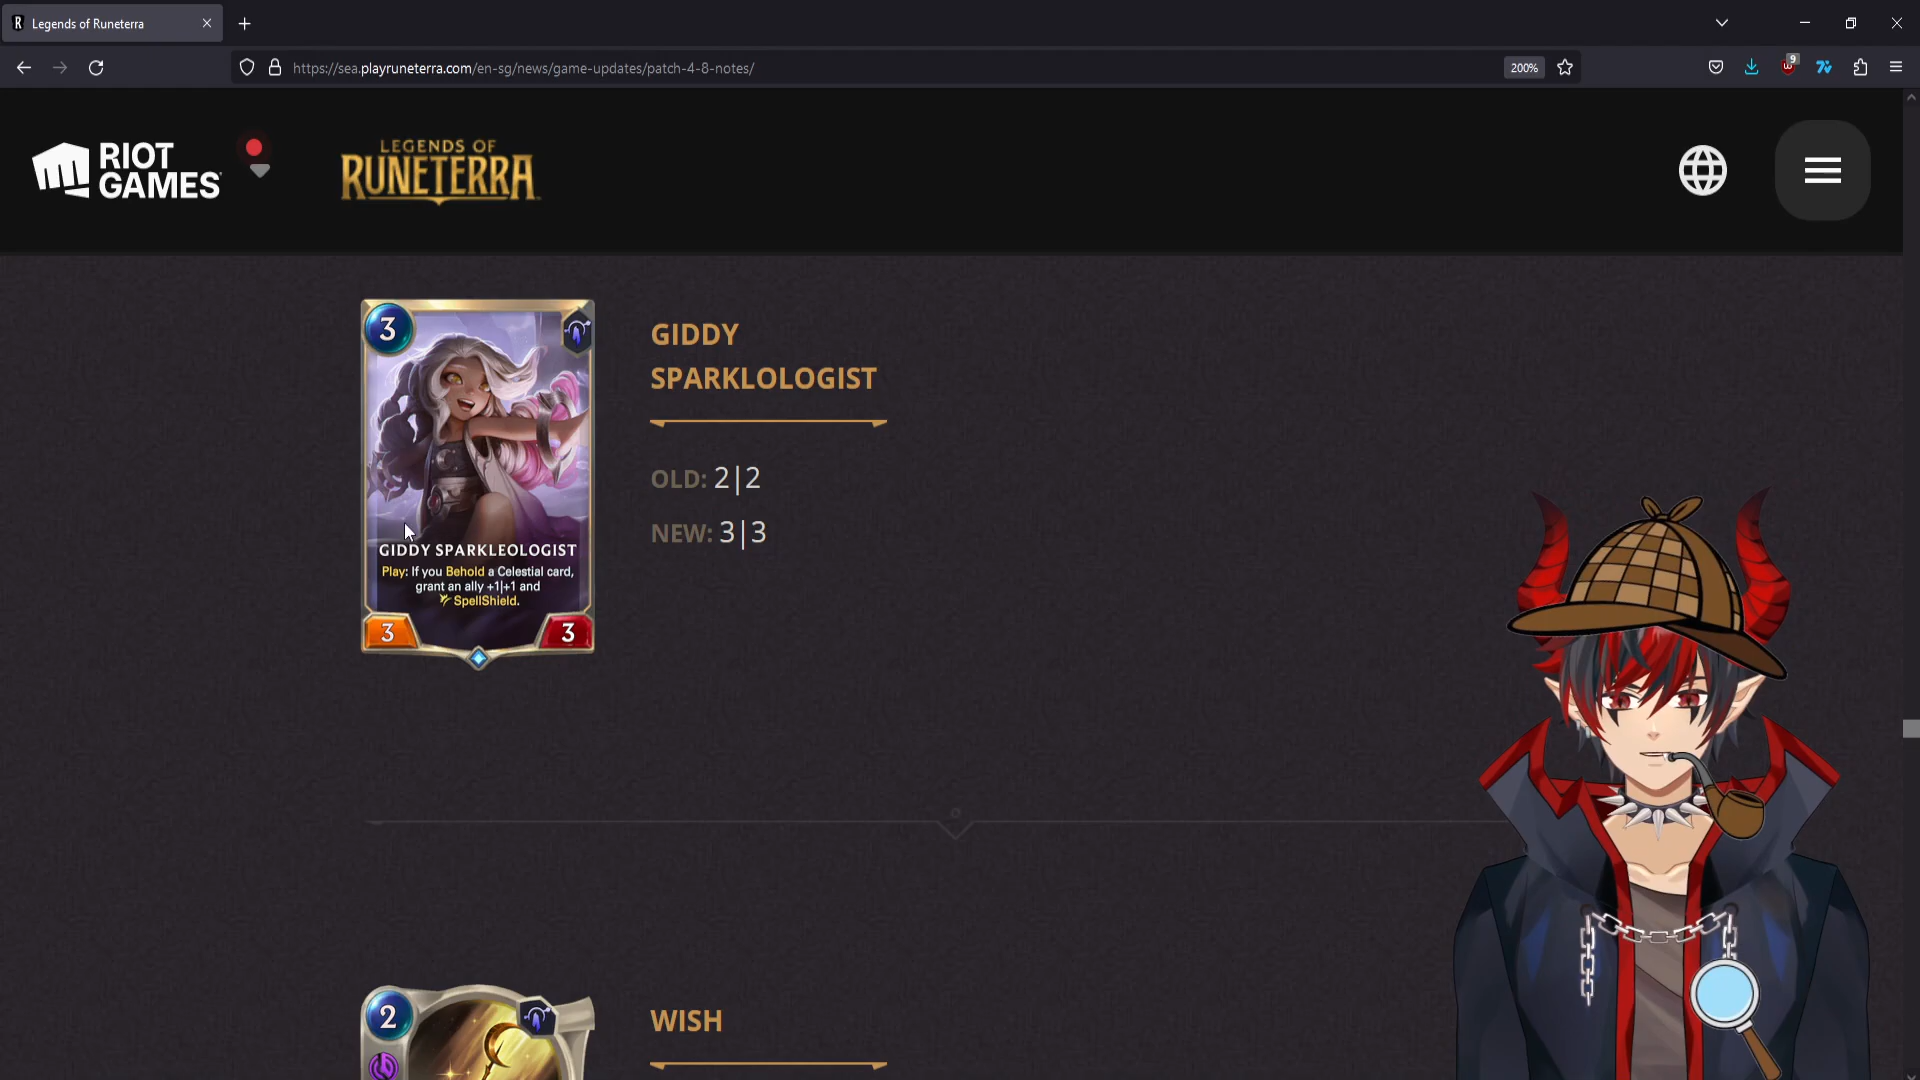 Legends of Runeterra
https://sea.playruneterra.com/en-sg/news/game-updates/patch-4-8-notes/
200%
9
RIOT
GAMES
LEGENDS OF
RUNETERRA
3
GIDDY SPARKLEOLOGIST
Play: If you Behold a Celestial card,
grant an ally +1|+1 and
SpellShield.
3 3
GIDDY
SPARKLOLOGIST
OLD: 2|2
NEW: 3|3
2
WISH